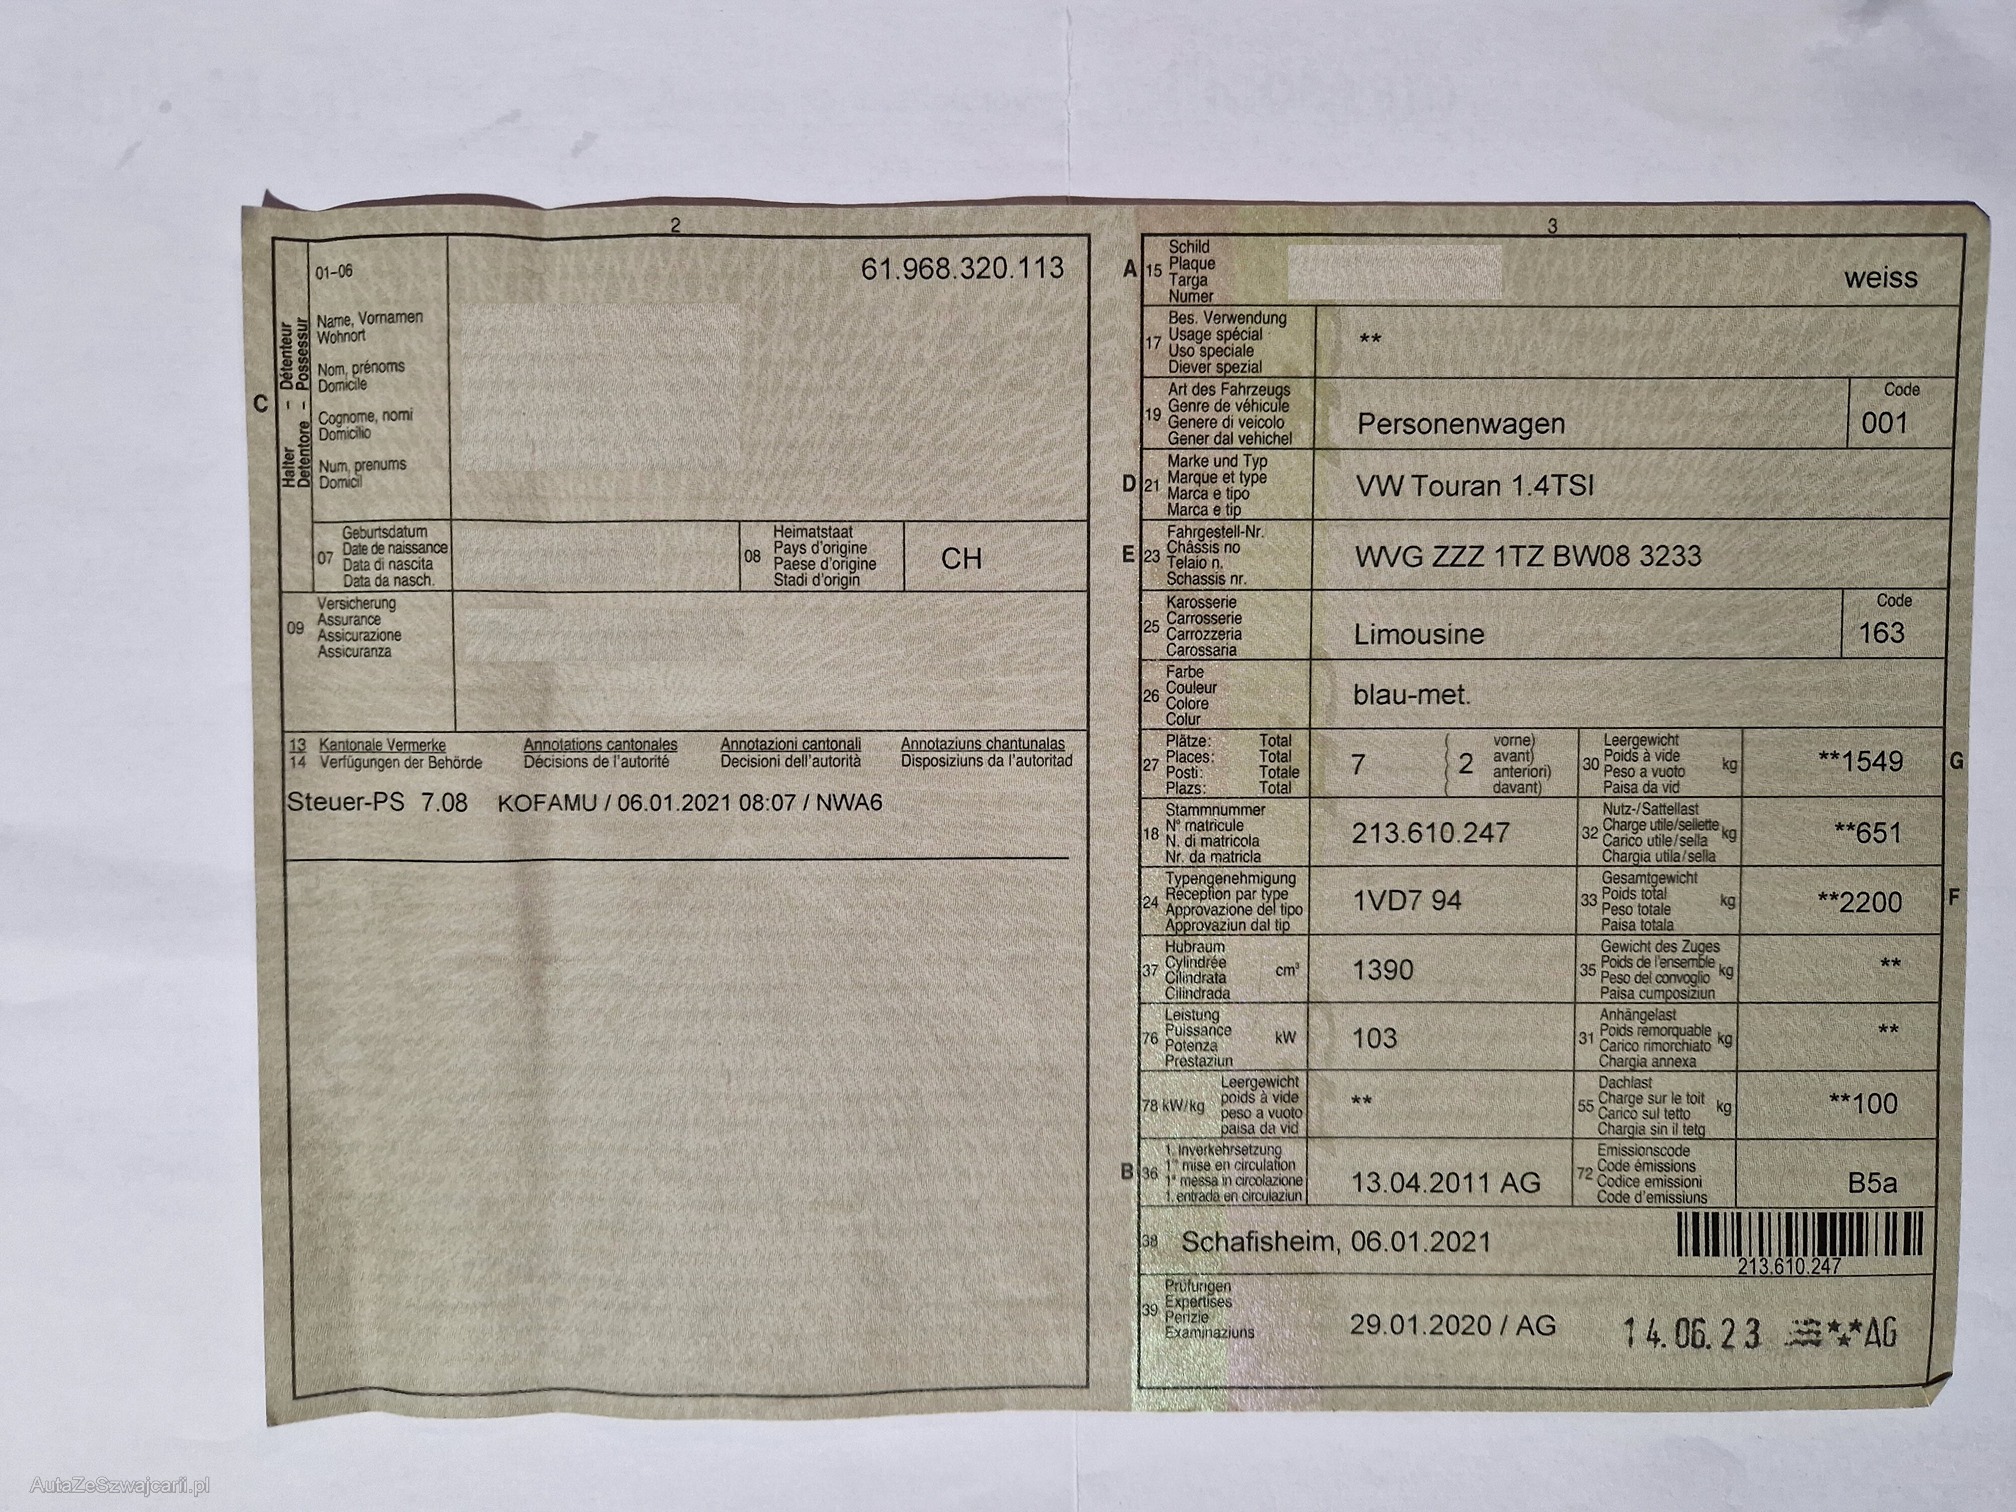 2
01-06
61.968.320.113
C
Halter - Détenteur
Detentore - Possessur
Name, Vornamen
Wohnort
Nom, prénoms
Domicile
Cognome, nomi
Domicilio
Num, prenums
Domicil
07
Geburtsdatum
Date de naissance
Data di nascita
Data da nasch.
08
Heimatstaat
Pays d'origine
Paese d'origine
Stadi d'origin
CH
09
Versicherung
Assurance
Assicurazione
Assicuranza
13 Kantonale Vermerke Annotations cantonales Annotazioni cantonali Annotaziuns chantunalas
14 Verfügungen der Behörde Décisions de l'autorité Decisioni dell'autorità Disposiziuns da l'autoritad
Steuer-PS 7.08 KOFAMU / 06.01.2021 08:07 / NWA6
3
A 15
Schild
Plaque
Targa
Numer
weiss
17
Bes. Verwendung
Usage spécial
Uso speciale
Diever spezial
**
19
Art des Fahrzeugs
Genre de véhicule
Genere di veicolo
Gener dal vehichel
Personenwagen
Code
001
D 21
Marke und Typ
Marque et type
Marca e tipo
Marca e tip
VW Touran 1.4TSI
E 23
Fahrgestell-Nr.
Châssis no
Telaio n.
Schassis nr.
WVG ZZZ 1TZ BW08 3233
25
Karosserie
Carrosserie
Carrozzeria
Carossaria
Limousine
Code
163
26
Farbe
Couleur
Colore
Colur
blau-met.
27
Plätze: Total
Places: Total
Posti: Totale
Plazs: Total
7
2
vorne)
avant)
anteriori)
davant)
30
Leergewicht
Poids à vide
Peso a vuoto
Paisa da vid
kg
**1549
G
18
Stammnummer
N° matricule
N. di matricola
Nr. da matricla
213.610.247
32
Nutz-/Sattellast
Charge utile/sellette
Carico utile/sella
Chargia utila/sella
kg
**651
24
Typengenehmigung
Réception par type
Approvazione del tipo
Approvaziun dal tip
1VD7 94
33
Gesamtgewicht
Poids total
Peso totale
Paisa totala
kg
**2200
F
37
Hubraum
Cylindrée
Cilindrata
Cilindrada
cm³
1390
35
Gewicht des Zuges
Poids de l'ensemble
Peso del convoglio
Paisa cumposiziun
kg
**
76
Leistung
Puissance
Potenza
Prestaziun
kW
103
31
Anhängelast
Poids remorquable
Carico rimorchiato
Chargia annexa
kg
**
78 kW/kg
Leergewicht
poids à vide
peso a vuoto
paisa da vid
**
55
Dachlast
Charge sur le toit
Carico sul tetto
Chargia sin il tetg
kg
**100
B 36
1. Inverkehrsetzung
1re mise en circulation
1a messa in circolazione
1. entrada en circulaziun
13.04.2011 AG
72
Emissionscode
Code émissions
Codice emissioni
Code d'emissiuns
B5a
38
Schafisheim, 06.01.2021
213.610.247
39
Prüfungen
Expertises
Perizie
Examinaziuns
29.01.2020 / AG
14.06.23 AG
AutaZeSzwajcarii.pl